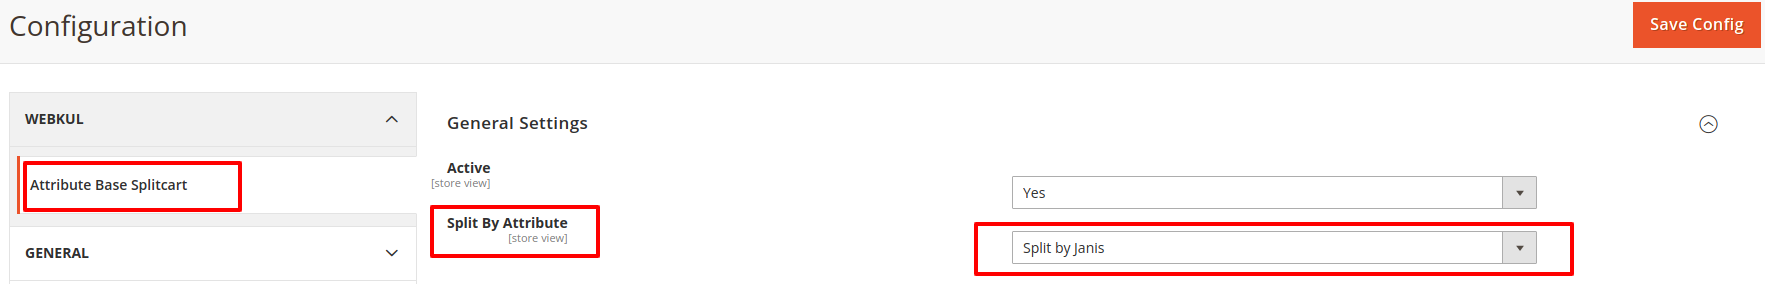 Configuration
Save Config
WEBKUL
Attribute Base Splitcart
GENERAL
General Settings
Active
[store view]
Yes
Split By Attribute
[store view]
Split by Janis